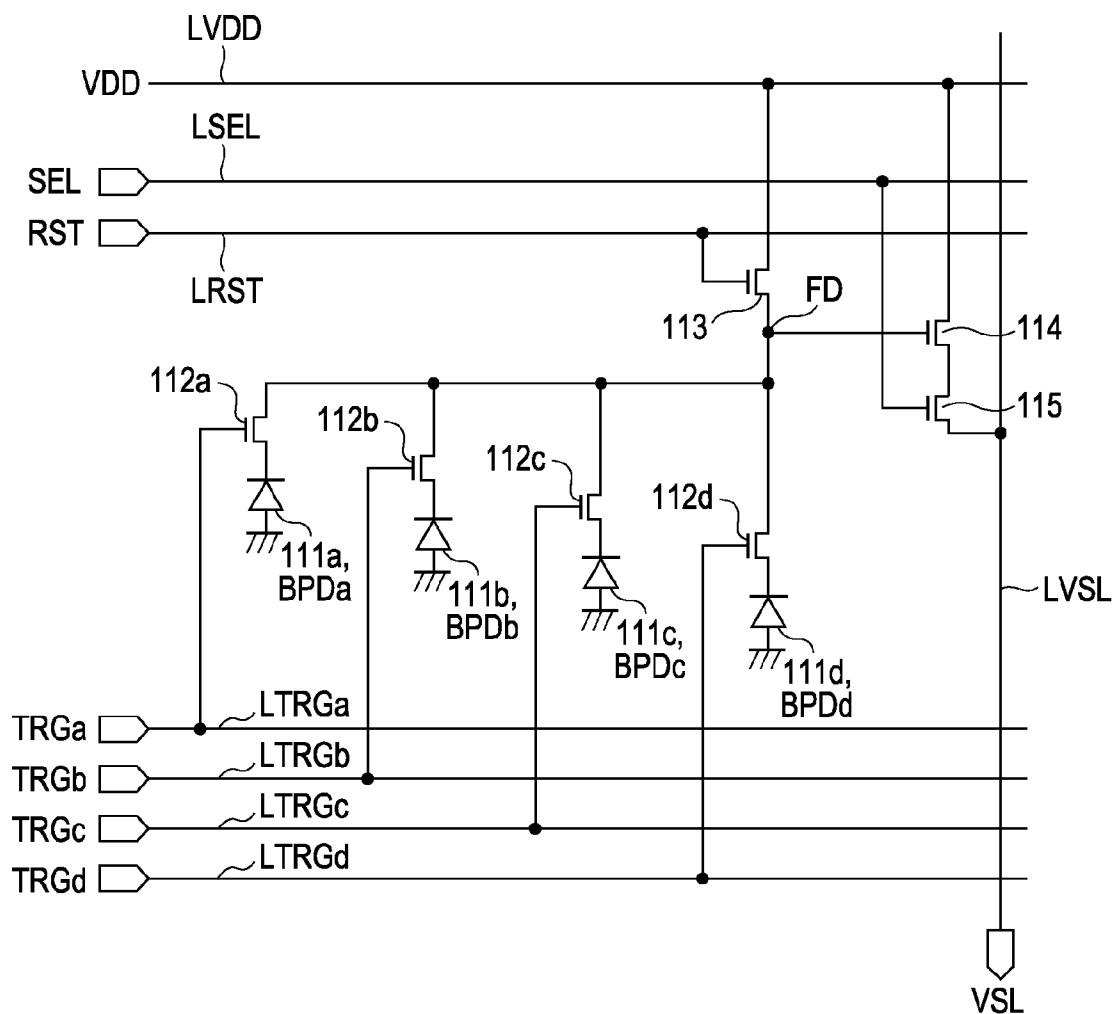 LVDD
VDD
LSEL
SEL
RST
LRST
FD
113
114
112a
115
112b
112c
112d
111a,
BPDa
111b,
BPDb
111c,
BPDc
111d,
BPDd
LVSL
LTRGa
TRGa
LTRGb
TRGb
LTRGc
TRGc
LTRGd
TRGd
VSL